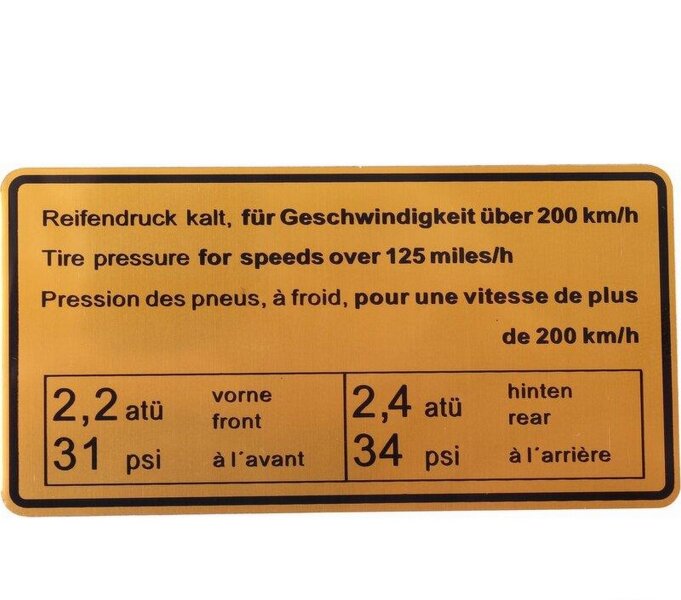 Reifendruck kalt, für Geschwindigkeit über 200 km/h
Tire pressure for speeds over 125 miles/h
Pression des pneus, à froid, pour une vitesse de plus
de 200 km/h
2,2 atü vorne
front
31 psi à l´avant
2,4 atü hinten
rear
34 psi à l´arrière